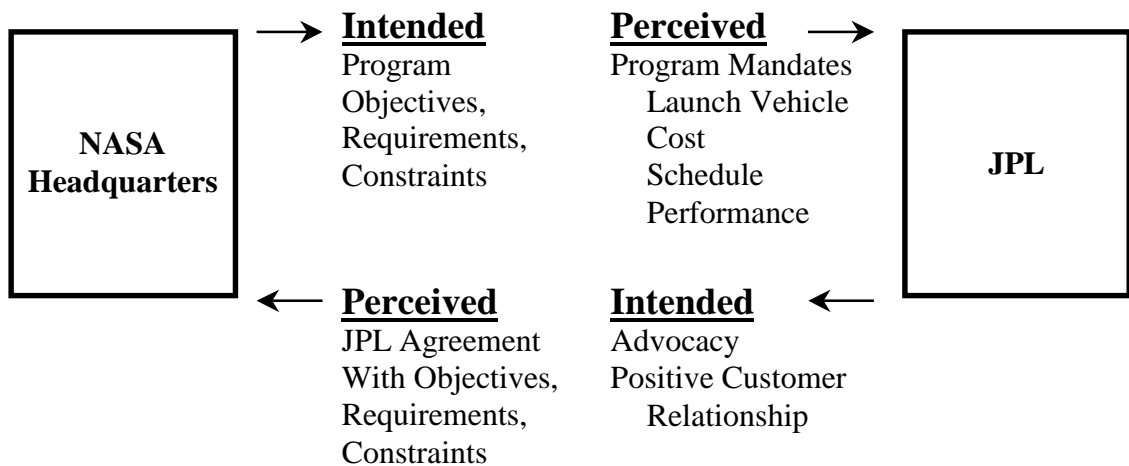 NASA
Headquarters
Intended
Program
Objectives,
Requirements,
Constraints
Perceived
Program Mandates
Launch Vehicle
Cost
Schedule
Performance
JPL
Perceived
JPL Agreement
With Objectives,
Requirements,
Constraints
Intended
Advocacy
Positive Customer
Relationship